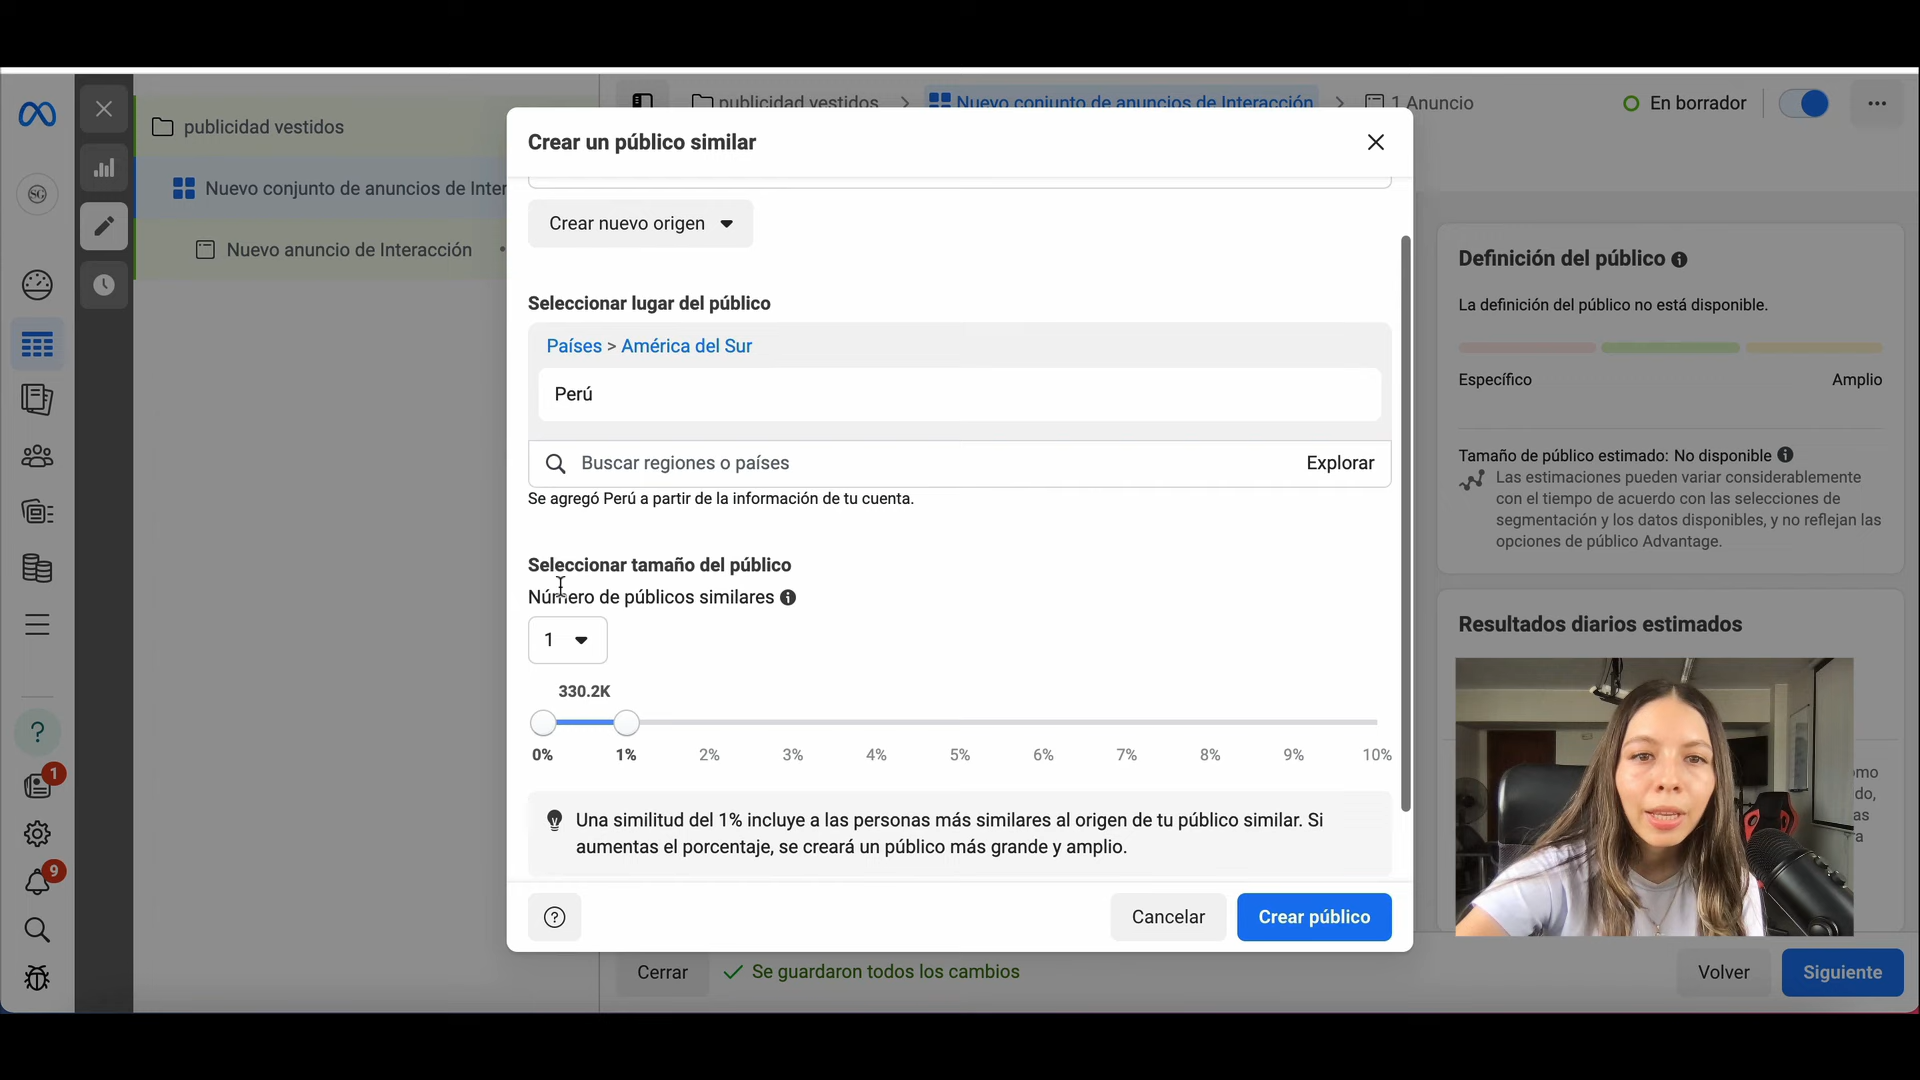 publicidad vestidos
Nuevo conjunto de anuncios de Interacción
1 Anuncio
En borrador
publicidad vestidos
Nuevo conjunto de anuncios de Inter
Nuevo anuncio de Interacción
SG
Crear un público similar
Crear nuevo origen
Seleccionar lugar del público
Países > América del Sur
Perú
Buscar regiones o países
Explorar
Se agregó Perú a partir de la información de tu cuenta.
Seleccionar tamaño del público
Número de públicos similares
1
330.2K
0% 1% 2% 3% 4% 5% 6% 7% 8% 9% 10%
Una similitud del 1% incluye a las personas más similares al origen de tu público similar. Si
aumentas el porcentaje, se creará un público más grande y amplio.
Cancelar
Crear público
Definición del público
La definición del público no está disponible.
Específico
Amplio
Tamaño de público estimado: No disponible
Las estimaciones pueden variar considerablemente
con el tiempo de acuerdo con las selecciones de
segmentación y los datos disponibles, y no reflejan las
opciones de público Advantage.
Resultados diarios estimados
omo
do,
as
a
1
9
Cerrar
Se guardaron todos los cambios
Volver
Siguiente